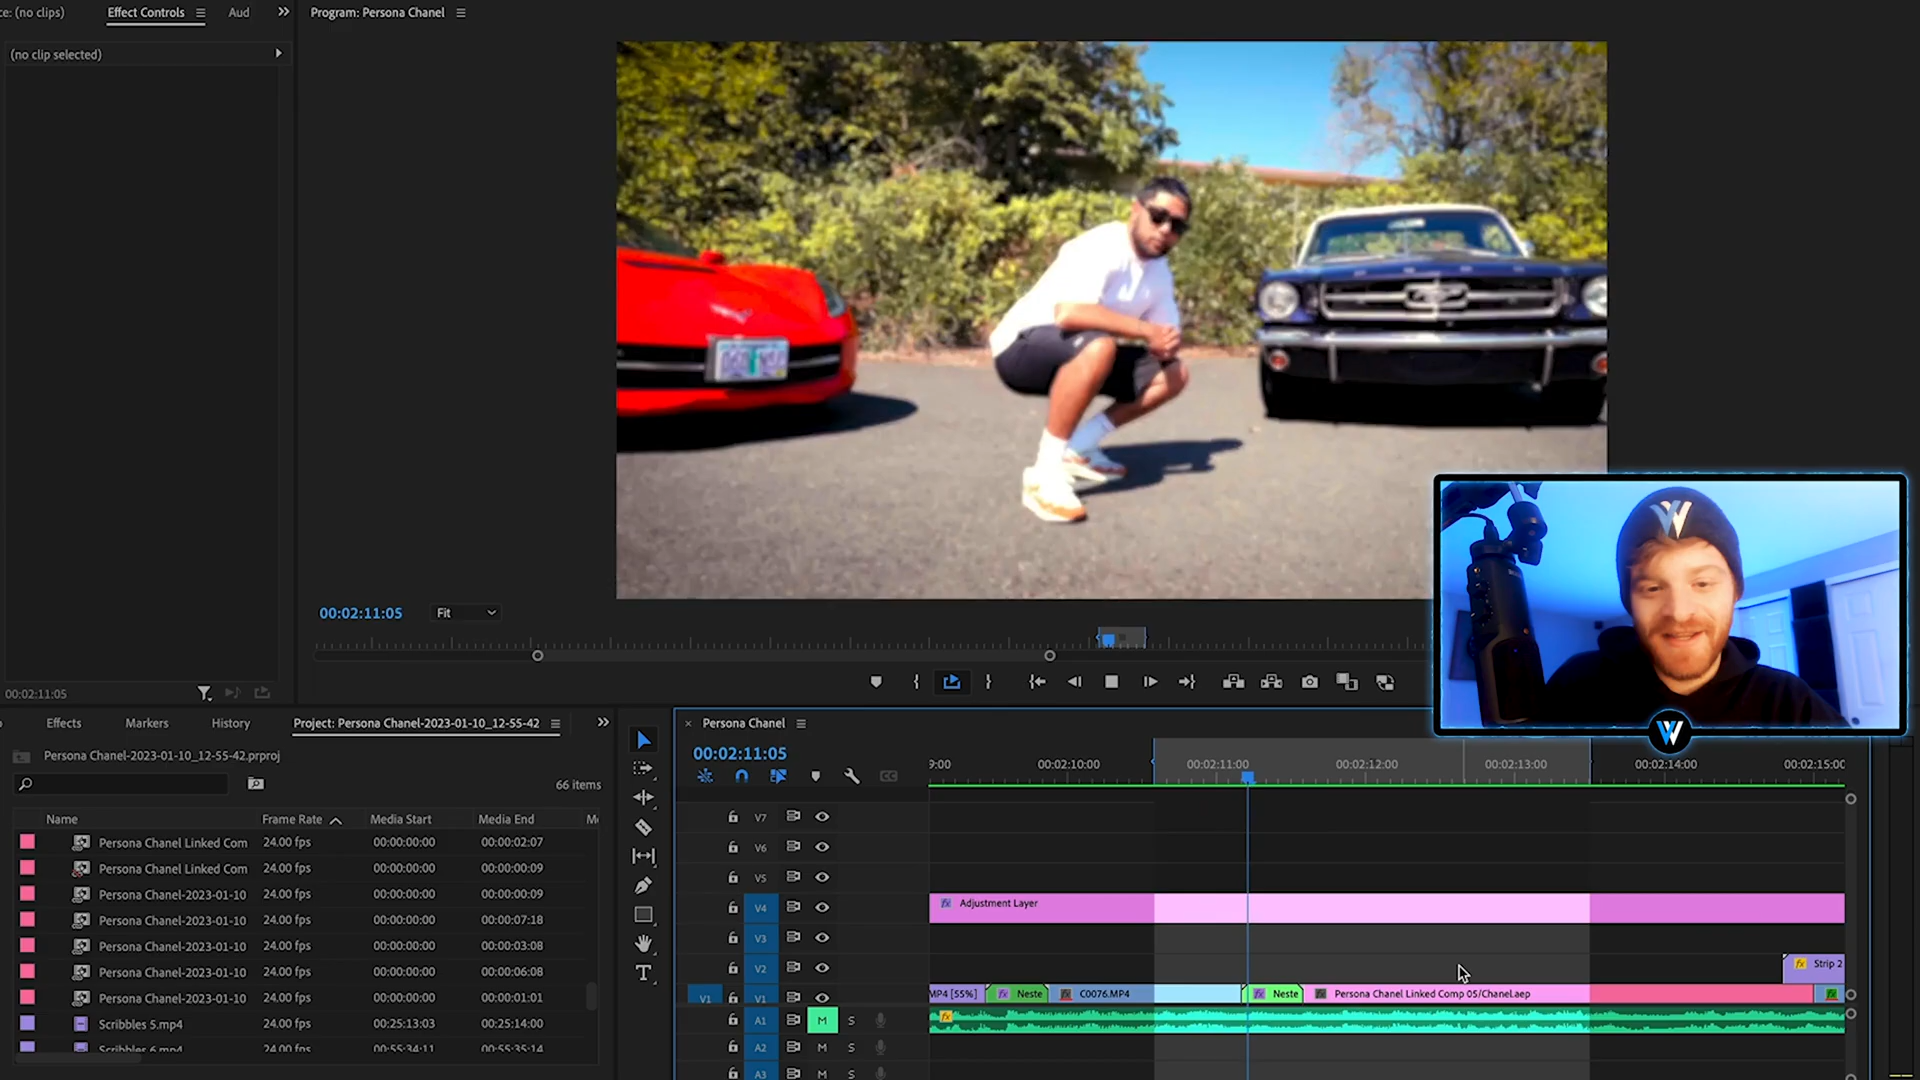 ce: (no clips)
Effect Controls
Aud
Program: Persona Chanel
(no clip selected)
00:02:11:05
Fit
00:02:11:05
Effects
Markers
History
Project: Persona Chanel-2023-01-10_12-55-42
Persona Chanel-2023-01-10_12-55-42.prproj
66 items
Name
Frame Rate
Media Start
Media End
Persona Chanel Linked Com 24.00 fps 00:00:00:00 00:00:02:07
Persona Chanel Linked Com 24.00 fps 00:00:00:00 00:00:00:09
Persona Chanel-2023-01-10 24.00 fps 00:00:00:00 00:00:00:09
Persona Chanel-2023-01-10 24.00 fps 00:00:00:00 00:00:07:18
Persona Chanel-2023-01-10 24.00 fps 00:00:00:00 00:00:03:08
Persona Chanel-2023-01-10 24.00 fps 00:00:00:00 00:00:06:08
Persona Chanel-2023-01-10 24.00 fps 00:00:00:00 00:00:01:01
Scribbles 5.mp4 24.00 fps 00:25:13:03 00:25:14:00
Scribbles 6.mp4 24.00 fps 00:55:34:11 00:55:35:14
Persona Chanel
00:02:11:05
9:00
00:02:10:00
00:02:11:00
00:02:12:00
00:02:13:00
00:02:14:00
00:02:15:00
V7
V6
V5
V4
fx Adjustment Layer
V3
V2
fx Strip 2
V1
V1
MP4 [55%]
fx Neste
fx C0076.MP4
fx Neste
fx Persona Chanel Linked Comp 05/Chanel.aep
fx
A1
M
S
fx
A2
M
S
A3
M
S